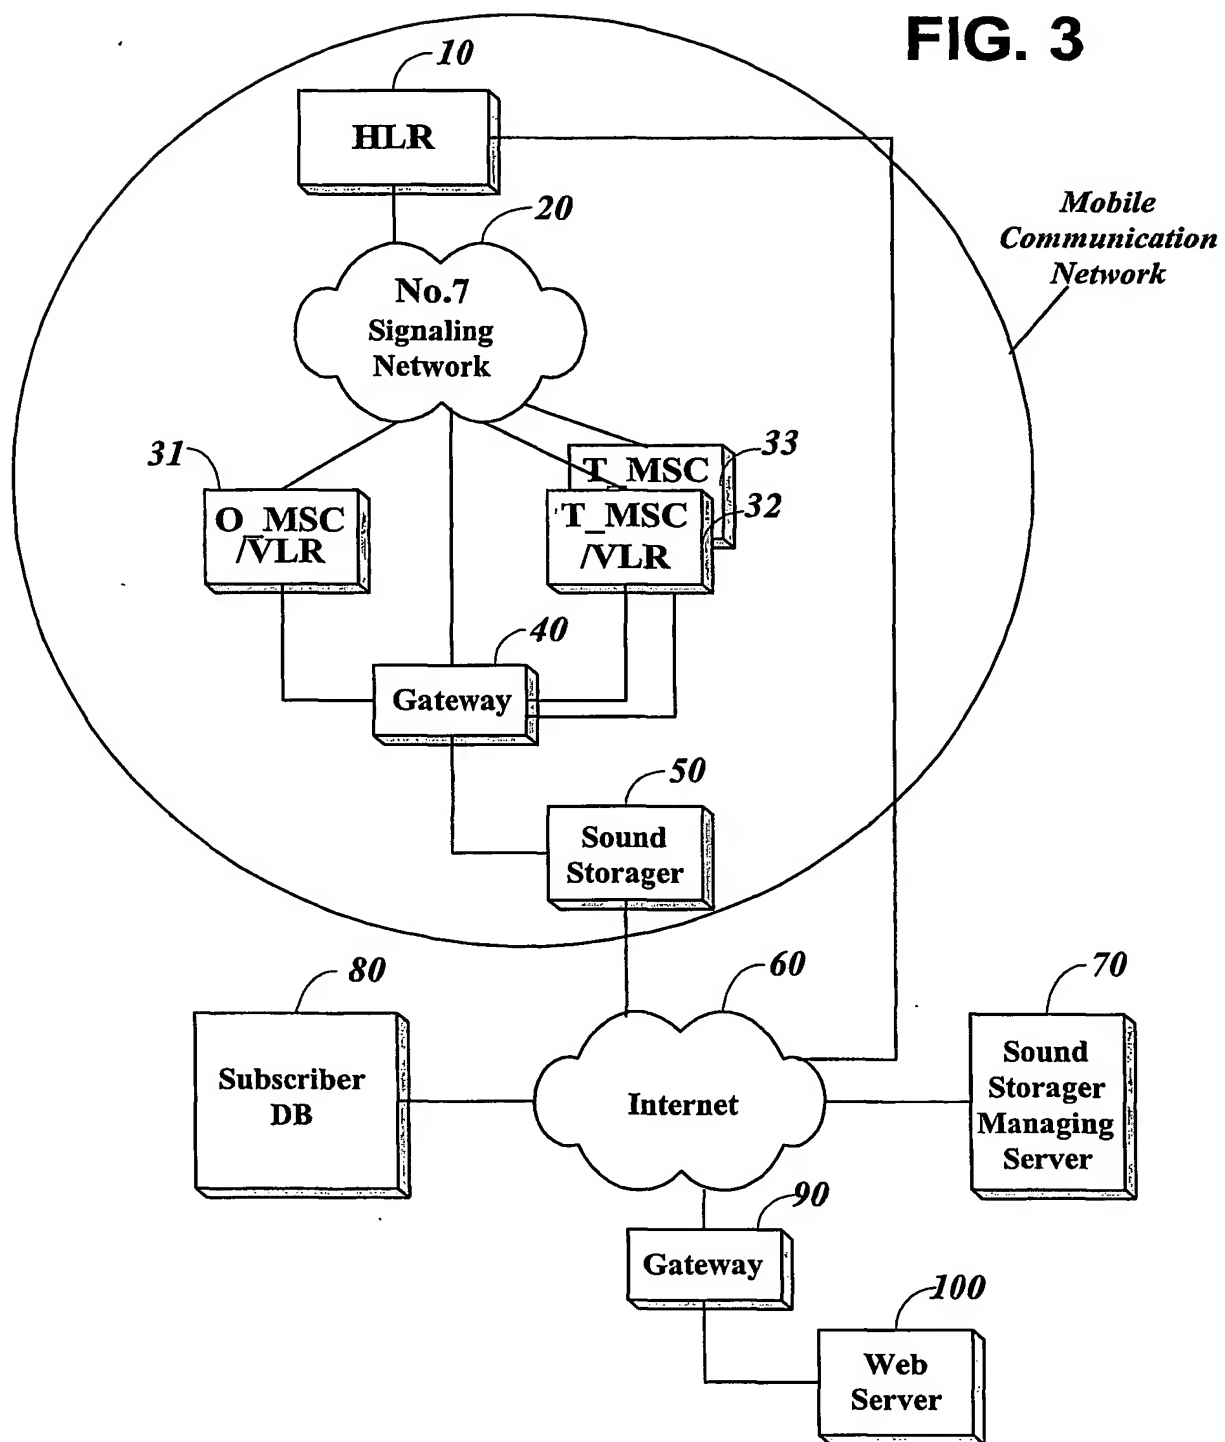 FIG. 3
10
HLR
20
Mobile
Communication
Network
No.7
Signaling
Network
31
33
T_MSC
O_MSC
/VLR
32
T_MSC
/VLR
40
Gateway
50
Sound
Storager
80
60
70
Subscriber
DB
Internet
Sound
Storager
Managing
Server
90
Gateway
100
Web
Server